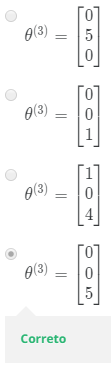 θ^(3) = [0 5 0]
θ^(3) = [0 0 1]
θ^(3) = [1 0 4]
θ^(3) = [0 0 5]
Correto